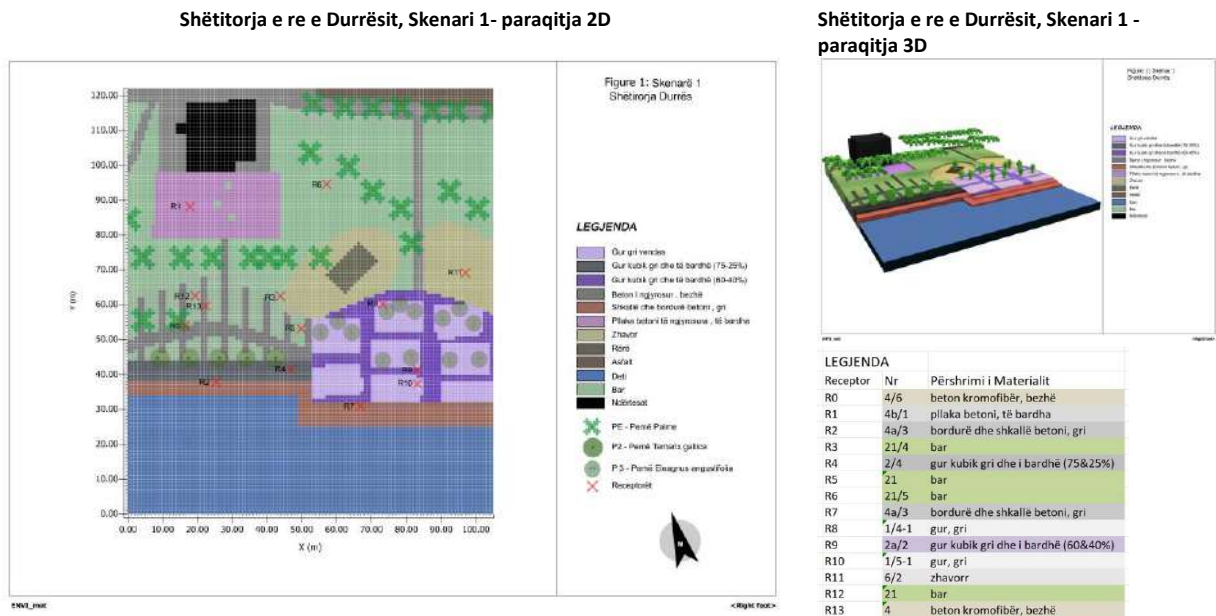 Shëtitorja e re e Durrësit, Skenari 1- paraqitja 2D
Shëtitorja e re e Durrësit, Skenari 1 -
paraqitja 3D
Figure 1: Skenarë 1
Shëtirorja Durrës
120.00
110.00
100.00
90.00
80.00
70.00
60.00
50.00
40.00
30.00
20.00
10.00
0.00
Y (m)
0.00 10.00 20.00 30.00 40.00 50.00 60.00 70.00 80.00 90.00 100.00
X (m)
R6
R1
R11
R12
R13
R3
R5
R4
R2
R10
R7
LEGJENDA
Gur gri vendas
Gur kubik gri dhe të bardhë (75-25%)
Gur kubik gri dhe të bardhë (60-40%)
Beton i ngjyrosur , bezhë
Shkallë dhe bordurë betoni , gri
Pllaka betoni të ngjyrosura , të bardha
Zhavor
Rërë
Asfalt
Deti
Bar
Ndërtesat
PE - Pemë Palme
P2 - Pemë Tamarix gallica
P3 - Pemë Eleagnus angustifolia
Receptorët
N
ENVI_met
<Right foot>
LEGJENDA
LEGJENDA
Receptor Nr Përshrimi i Materialit
R0 4/6 beton kromofibër, bezhë
R1 4b/1 pllaka betoni, të bardha
R2 4a/3 bordurë dhe shkallë betoni, gri
R3 21/4 bar
R4 2/4 gur kubik gri dhe i bardhë (75&25%)
R5 21 bar
R6 21/5 bar
R7 4a/3 bordurë dhe shkallë betoni, gri
R8 1/4-1 gur, gri
R9 2a/2 gur kubik gri dhe i bardhë (60&40%)
R10 1/5-1 gur, gri
R11 6/2 zhavorr
R12 21 bar
R13 4 beton kromofibër, bezhë